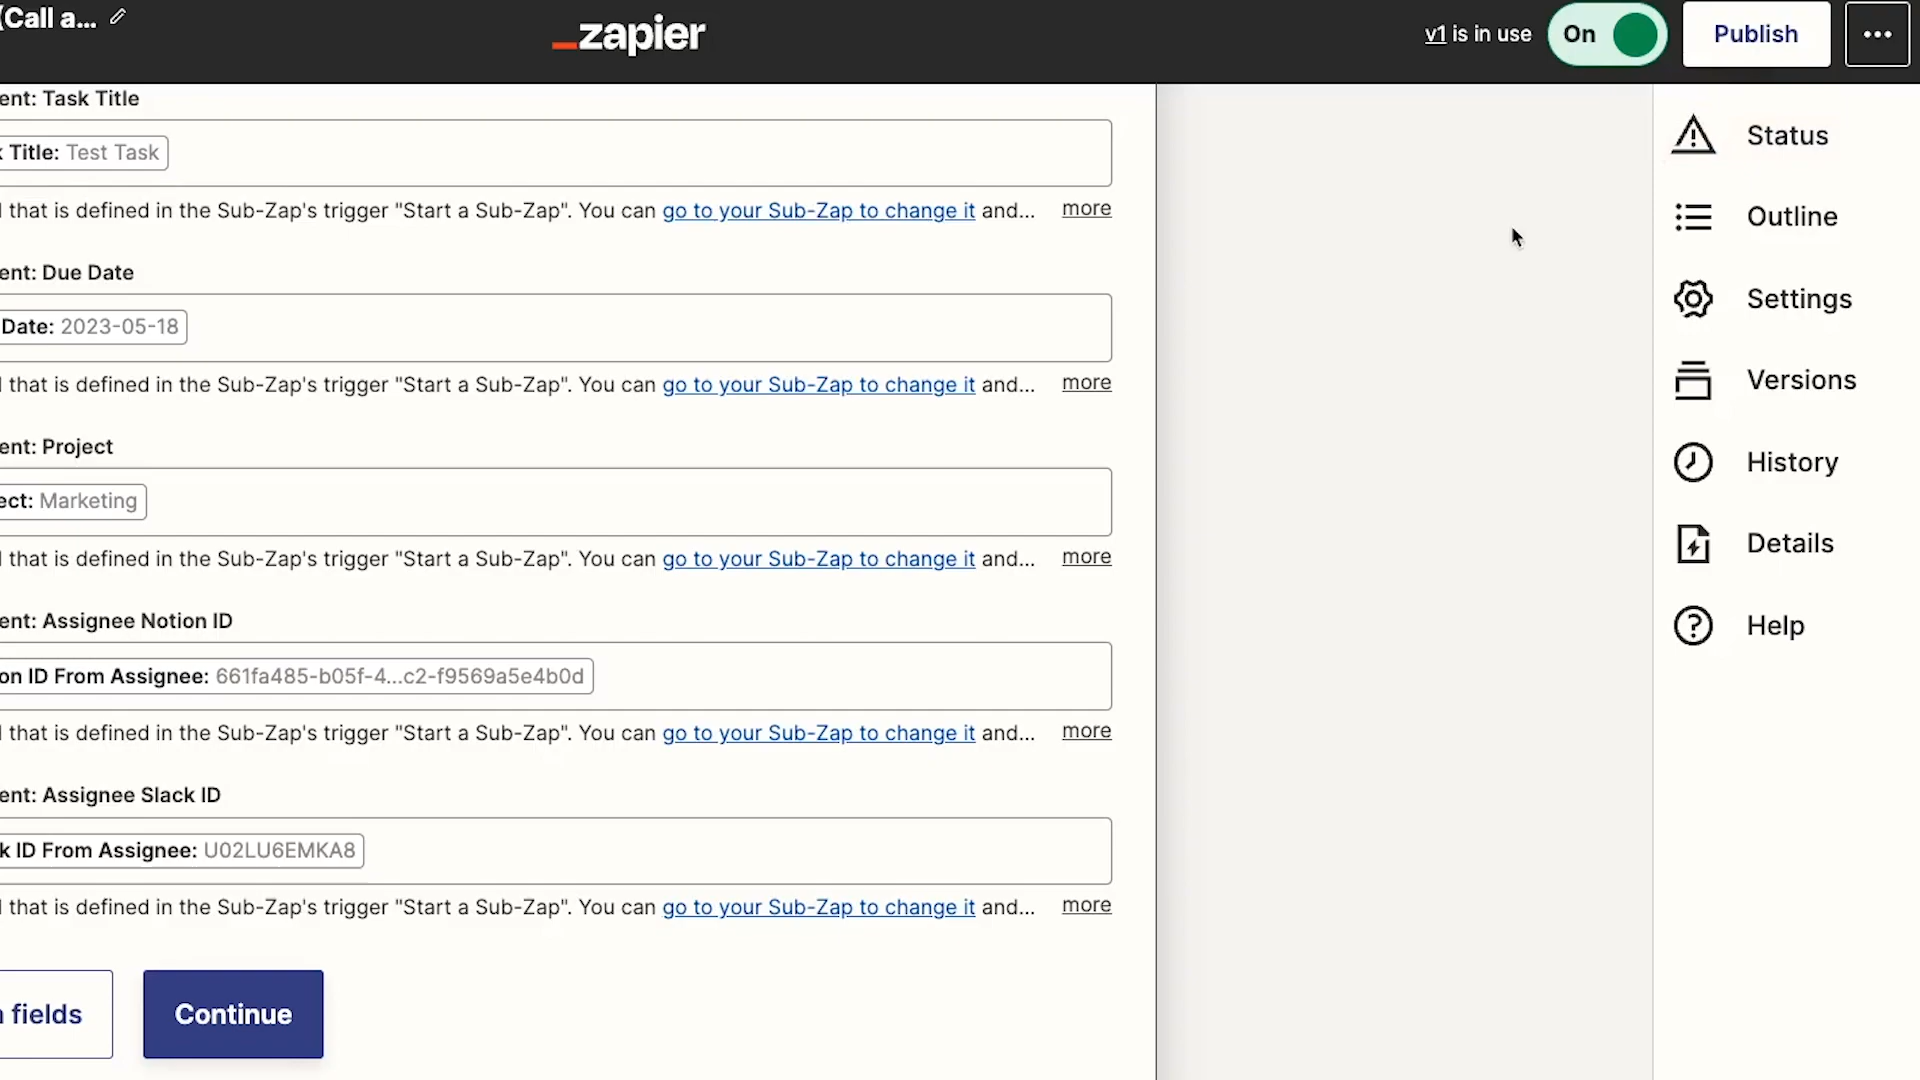 (Call a...
zapier
v1 is in use
On
Publish
ent: Task Title
Title: Test Task
that is defined in the Sub-Zap's trigger "Start a Sub-Zap". You can go to your Sub-Zap to change it and... more
ent: Due Date
Date: 2023-05-18
that is defined in the Sub-Zap's trigger "Start a Sub-Zap". You can go to your Sub-Zap to change it and... more
ent: Project
ect: Marketing
that is defined in the Sub-Zap's trigger "Start a Sub-Zap". You can go to your Sub-Zap to change it and... more
ent: Assignee Notion ID
on ID From Assignee: 661fa485-b05f-4...c2-f9569a5e4b0d
that is defined in the Sub-Zap's trigger "Start a Sub-Zap". You can go to your Sub-Zap to change it and... more
ent: Assignee Slack ID
k ID From Assignee: U02LU6EMKA8
that is defined in the Sub-Zap's trigger "Start a Sub-Zap". You can go to your Sub-Zap to change it and... more
fields
Continue
Status
Outline
Settings
Versions
History
Details
Help